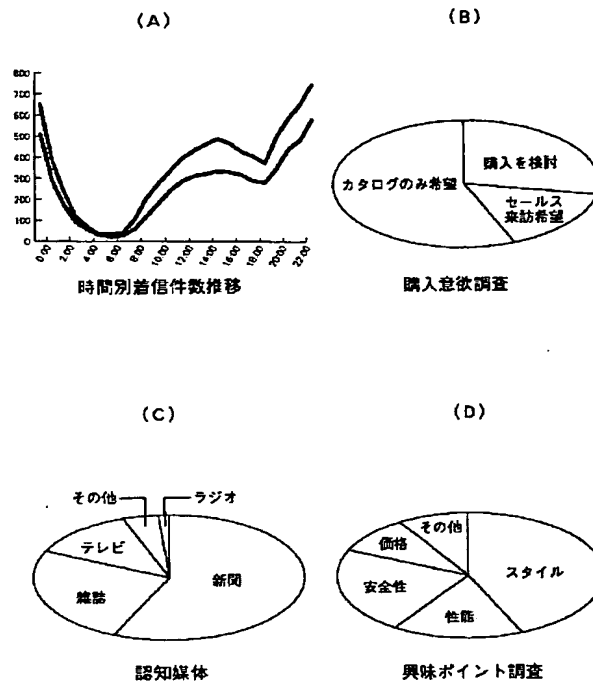 (A)
800
700
600
500
400
300
200
100
0
0:00
2:00
4:00
6:00
8:00
10:00
12:00
14:00
16:00
18:00
20:00
22:00
時間別着信件数推移
(B)
購入を検討
カタログのみ希望
セールス
来訪希望
購入意欲調査
(C)
その他
ラジオ
テレビ
新聞
雑誌
認知媒体
(D)
その他
価格
スタイル
安全性
性能
興味ポイント調査